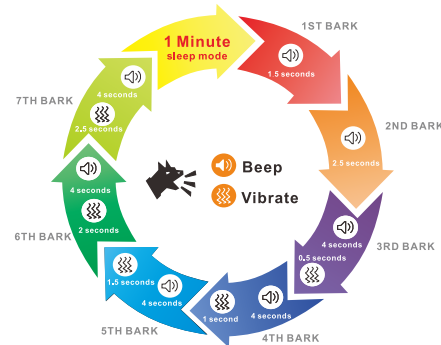 1 Minute
sleep mode
1ST BARK
1.5 seconds
2ND BARK
2.5 seconds
3RD BARK
4 seconds
0.5 seconds
4TH BARK
4 seconds
1 second
5TH BARK
4 seconds
1.5 seconds
6TH BARK
2 seconds
4 seconds
7TH BARK
2.5 seconds
4 seconds
Beep
Vibrate